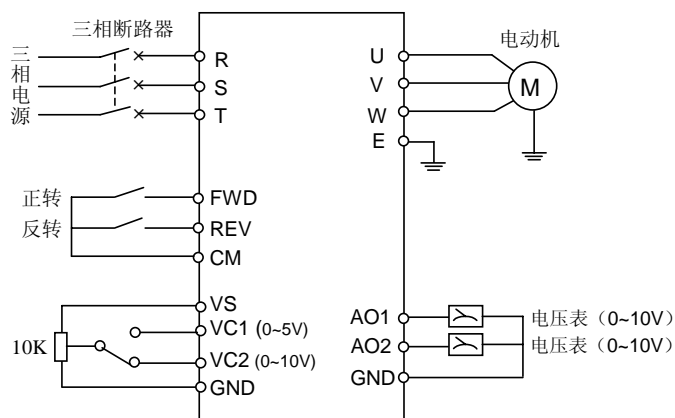 三相断路器
三相电源
R
S
T
U
V
W
E
电动机
M
正转
反转
FWD
REV
CM
VS
VC1 (0~5V)
VC2 (0~10V)
GND
10K
AO1
AO2
GND
电压表（0~10V）
电压表（0~10V）